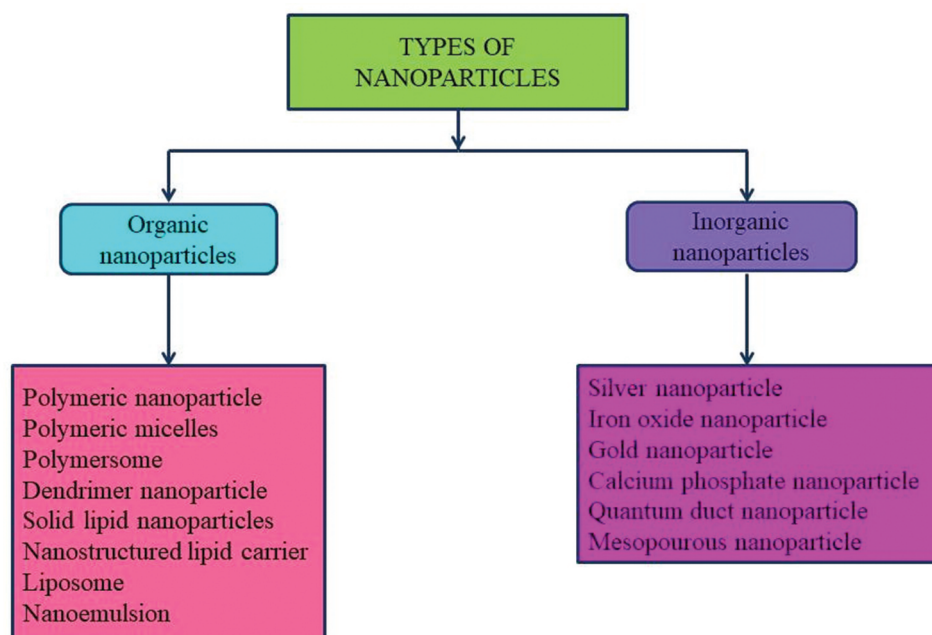 TYPES OF
NANOPARTICLES
Organic
nanoparticles
Inorganic
nanoparticles
Polymeric nanoparticle
Polymeric micelles
Polymersome
Dendrimer nanoparticle
Solid lipid nanoparticles
Nanostructured lipid carrier
Liposome
Nanoemulsion
Silver nanoparticle
Iron oxide nanoparticle
Gold nanoparticle
Calcium phosphate nanoparticle
Quantum duct nanoparticle
Mesopourous nanoparticle